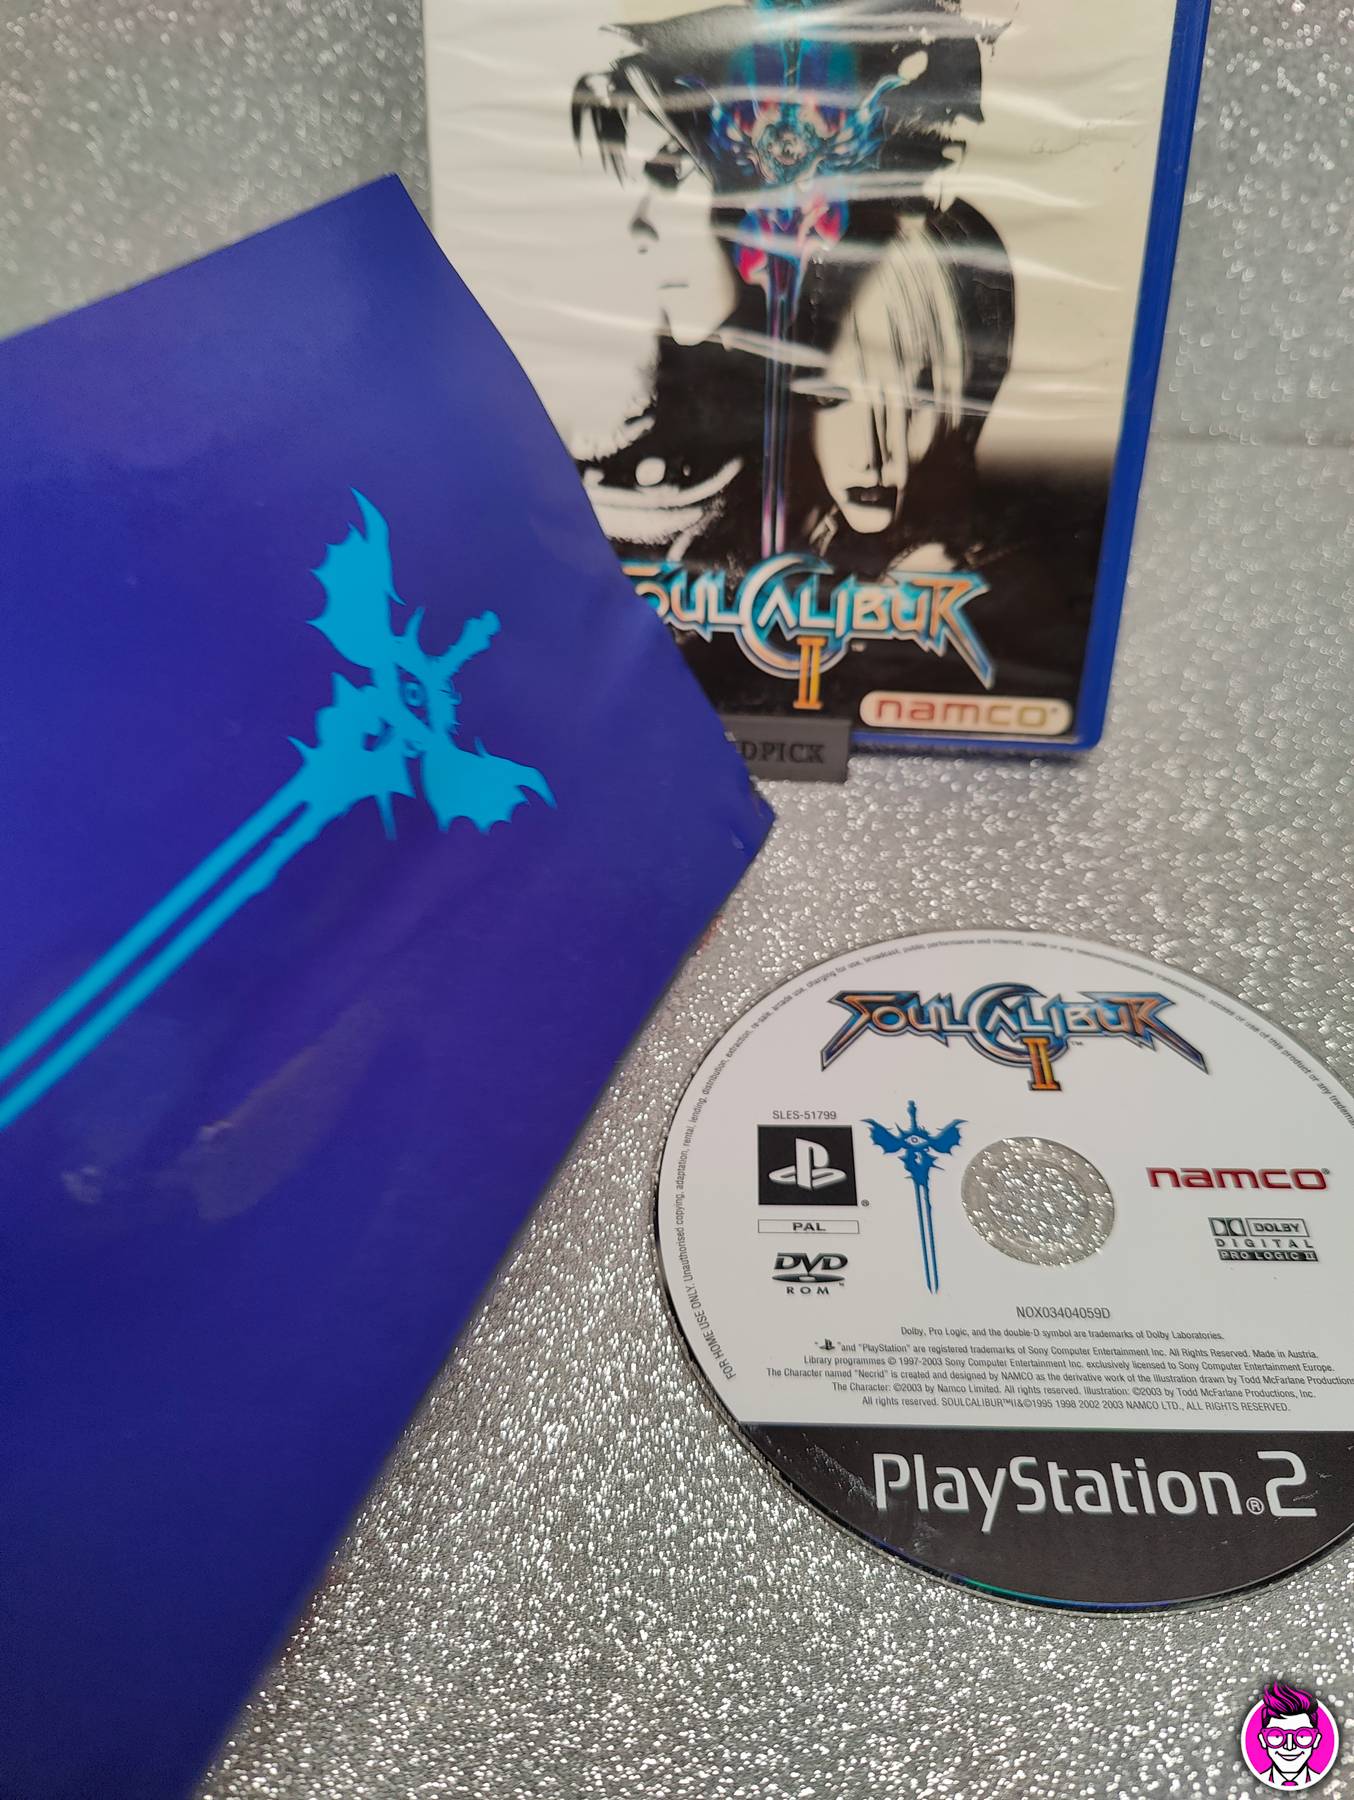 SOULCALIBUR
II
™
namco®
DPICK
FOR HOME USE ONLY. Unauthorised copying, adaptation, rental, lending, distribution, extraction, re-sale, arcade use, charging for use, broadcast, public performance and internet, cable or any
SOULCALIBUR
II
™
SLES-51799
®
PAL
DVD
ROM™
namco®
DOLBY
DIGITAL
PRO LOGIC II
NOX03404059D
Dolby, Pro Logic, and the double-D symbol are trademarks of Dolby Laboratories.
" " and "PlayStation" are registered trademarks of Sony Computer Entertainment Inc. All Rights Reserved. Made in Austria.
Library programmes © 1997-2003 Sony Computer Entertainment Inc. exclusively licensed to Sony Computer Entertainment Europe.
The Character named "Necrid" is created and designed by NAMCO as the derivative work of the illustration drawn by Todd McFarlane Productions
The Character: ©2003 by Namco Limited. All rights reserved. Illustration: ©2003 by Todd McFarlane Productions, Inc.
All rights reserved. SOULCALIBUR™II&©1995 1998 2002 2003 NAMCO LTD., ALL RIGHTS RESERVED.
PlayStation®2